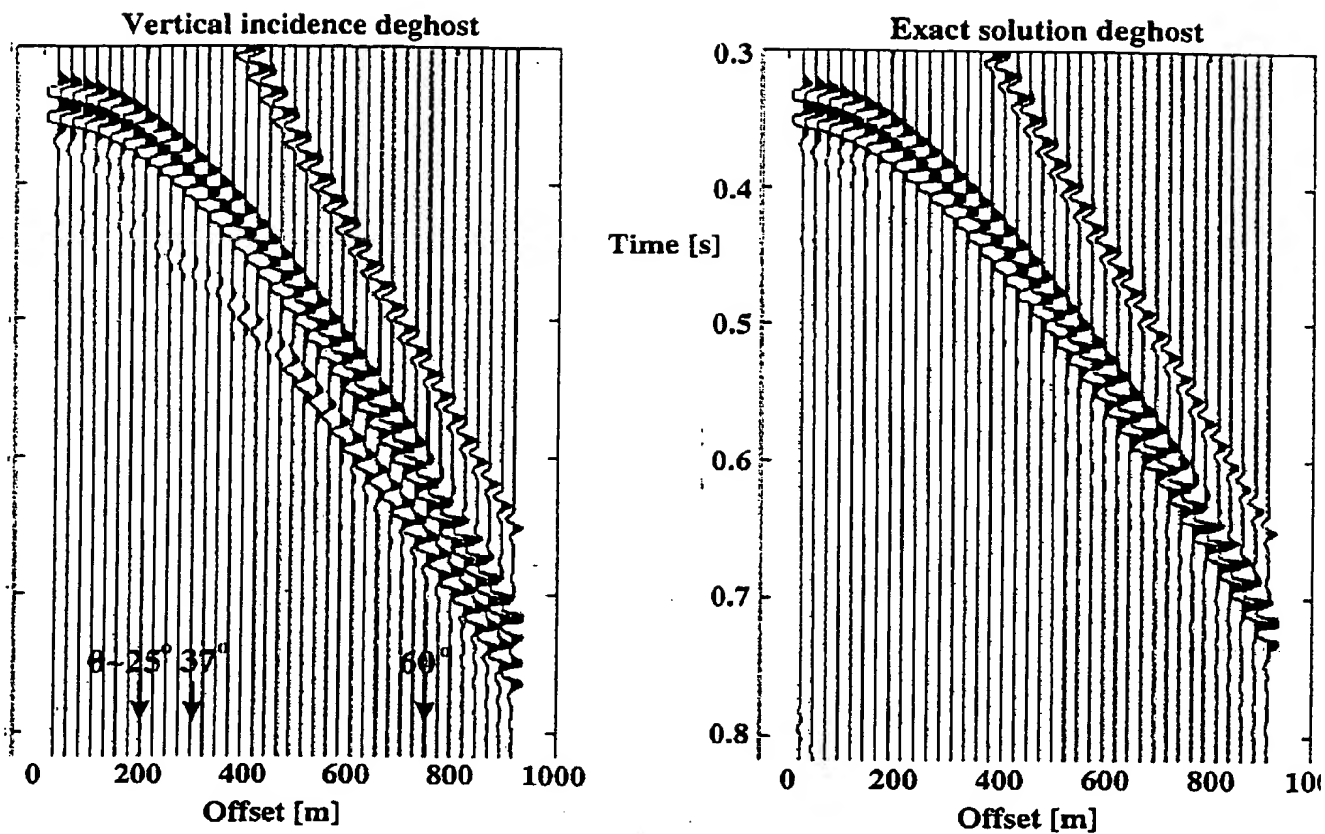 Vertical incidence deghost
Exact solution deghost
0.3
0.4
Time [s]
0.5
0.6
0.7
0.8
θ~25° 37° 60°
0 200 400 600 800 1000
Offset [m]
0 200 400 600 800 100
Offset [m]